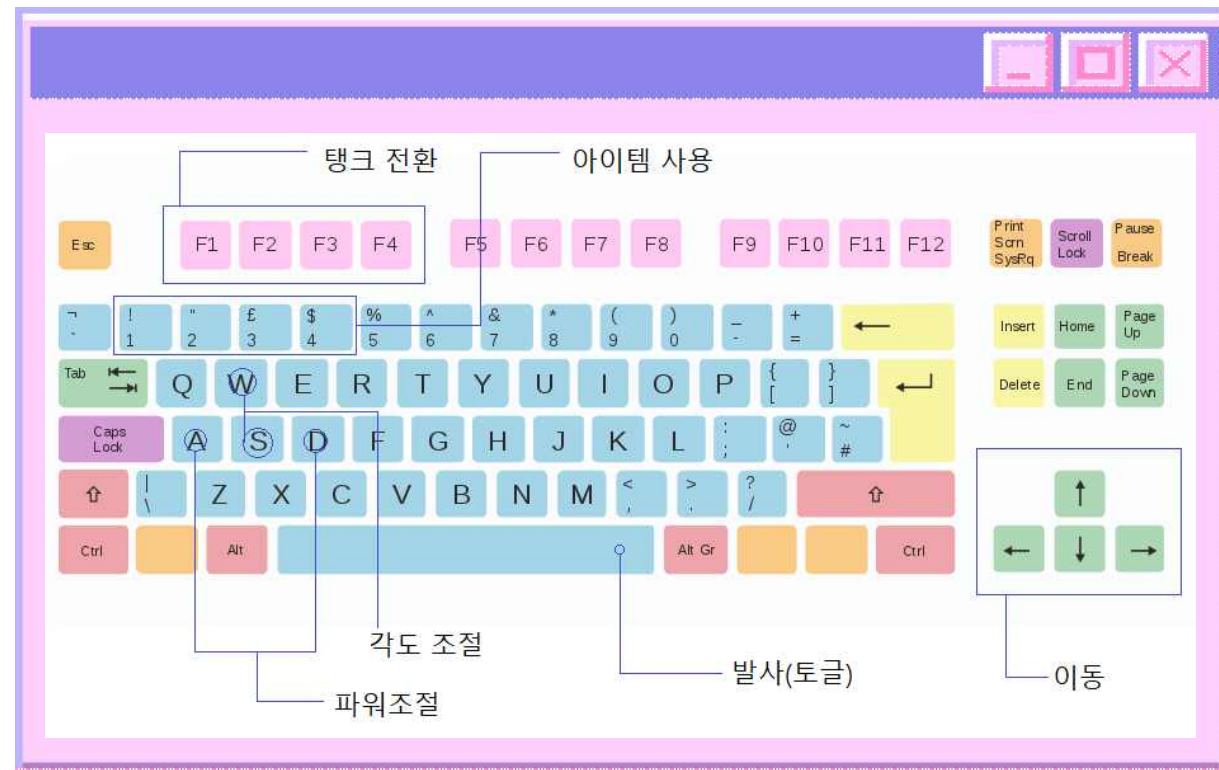 탱크 전환 아이템 사용
Esc F1 F2 F3 F4 F5 F6 F7 F8 F9 F10 F11 F12 Print Scrn SysRq Scroll Lock Pause Break
¬ ` ! 1 " 2 £ 3 $ 4 % 5 ^ 6 & 7 * 8 ( 9 ) 0 _ - + = ← Insert Home Page Up
Tab Q W E R T Y U I O P { [ } ] Delete End Page Down
Caps Lock A S D F G H J K L : ; @ ' ~ #
⇧ | \ Z X C V B N M < , > . ? / ⇧ ↑
Ctrl Alt Alt Gr Ctrl ← ↓ →
각도 조절
발사(토글) 이동
파워조절